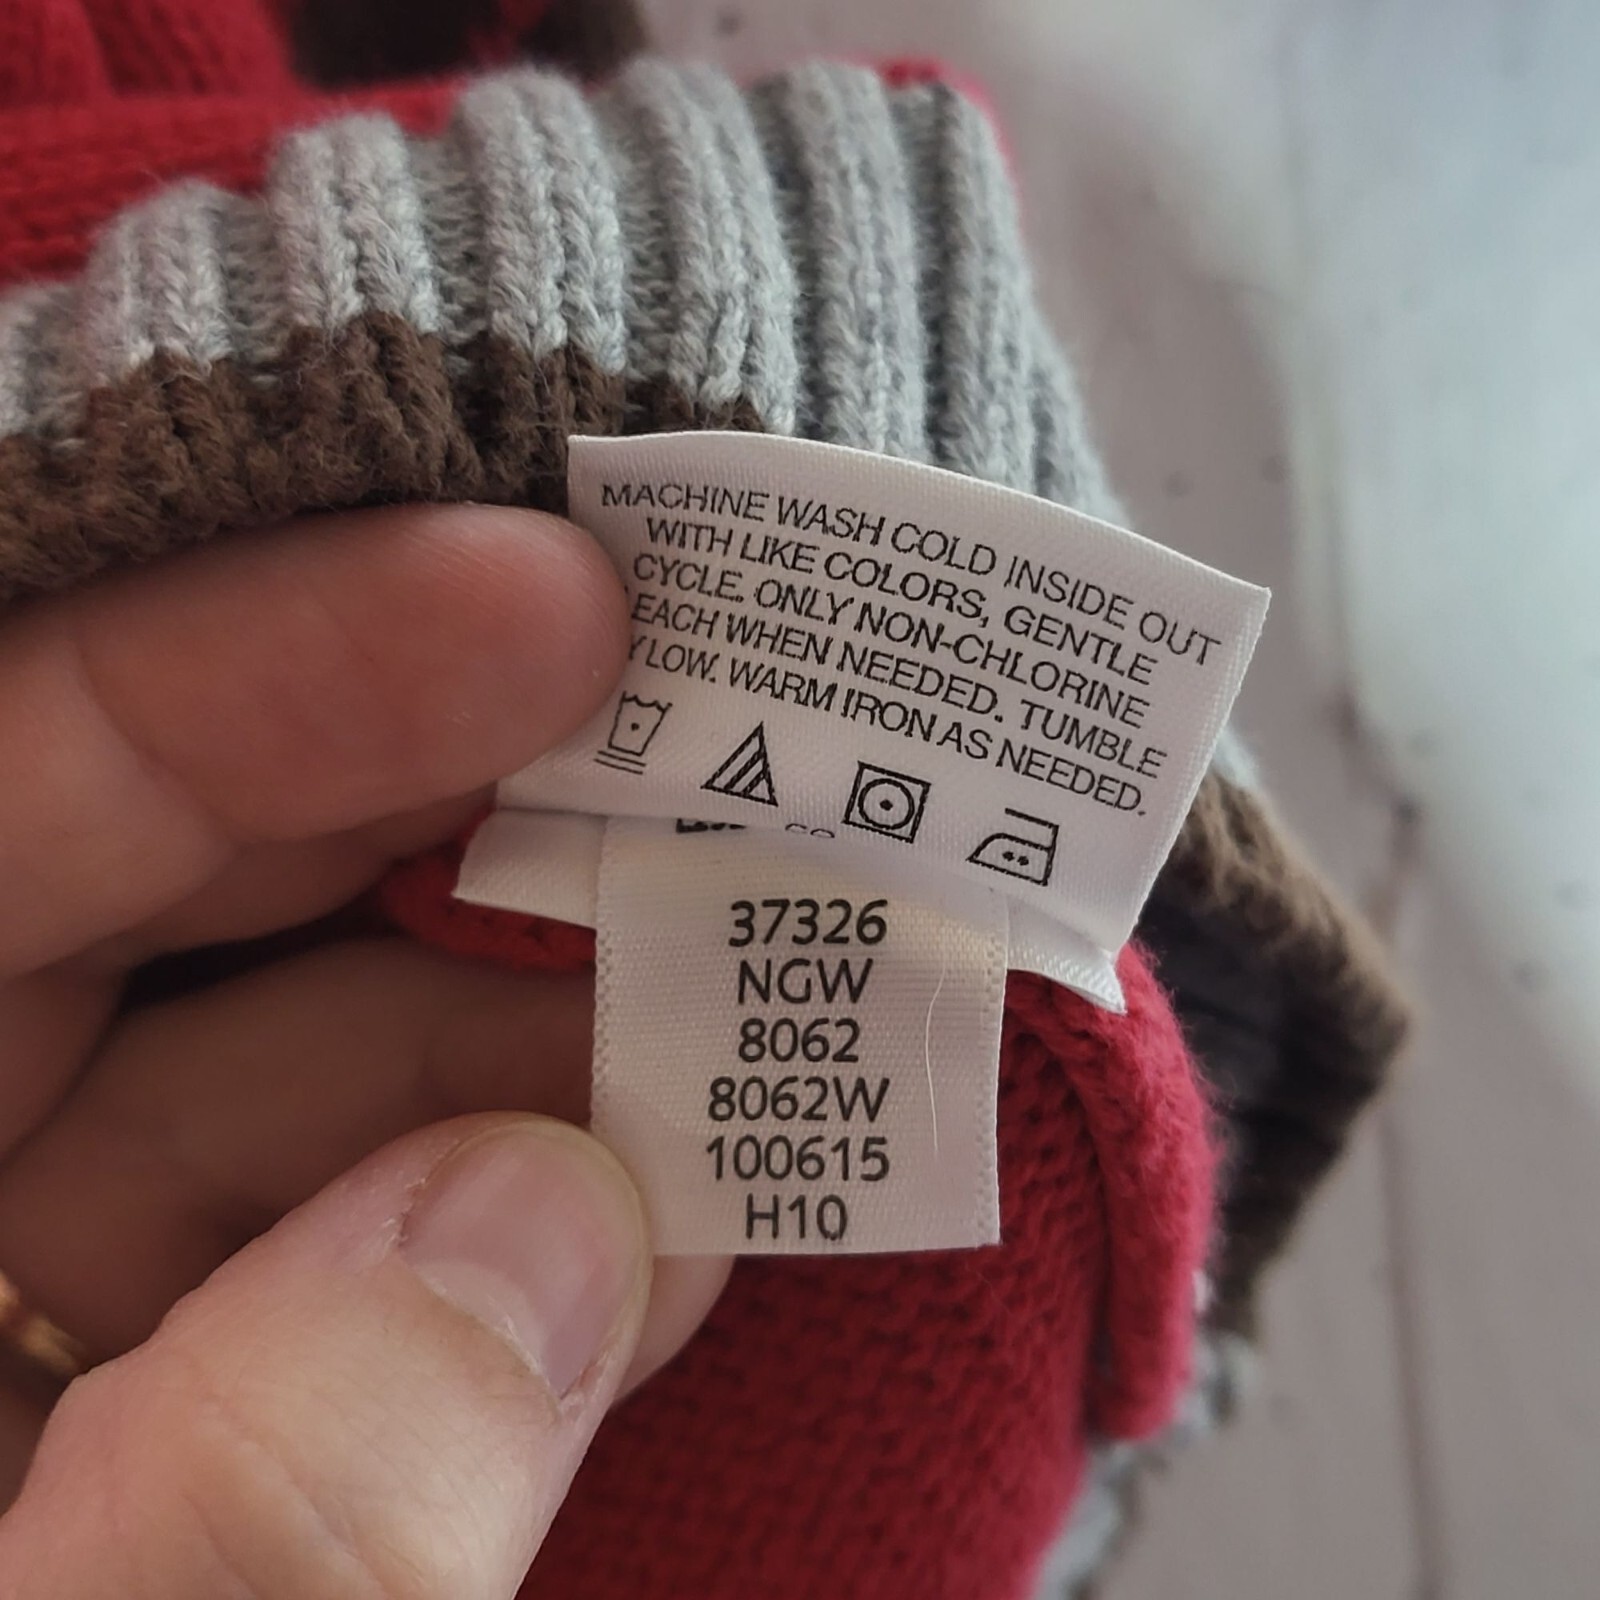 MACHINE WASH COLD INSIDE OUT
WITH LIKE COLORS, GENTLE
CYCLE. ONLY NON-CHLORINE
EACH WHEN NEEDED. TUMBLE
Y LOW. WARM IRON AS NEEDED.
37326
NGW
8062
8062W
100615
H10